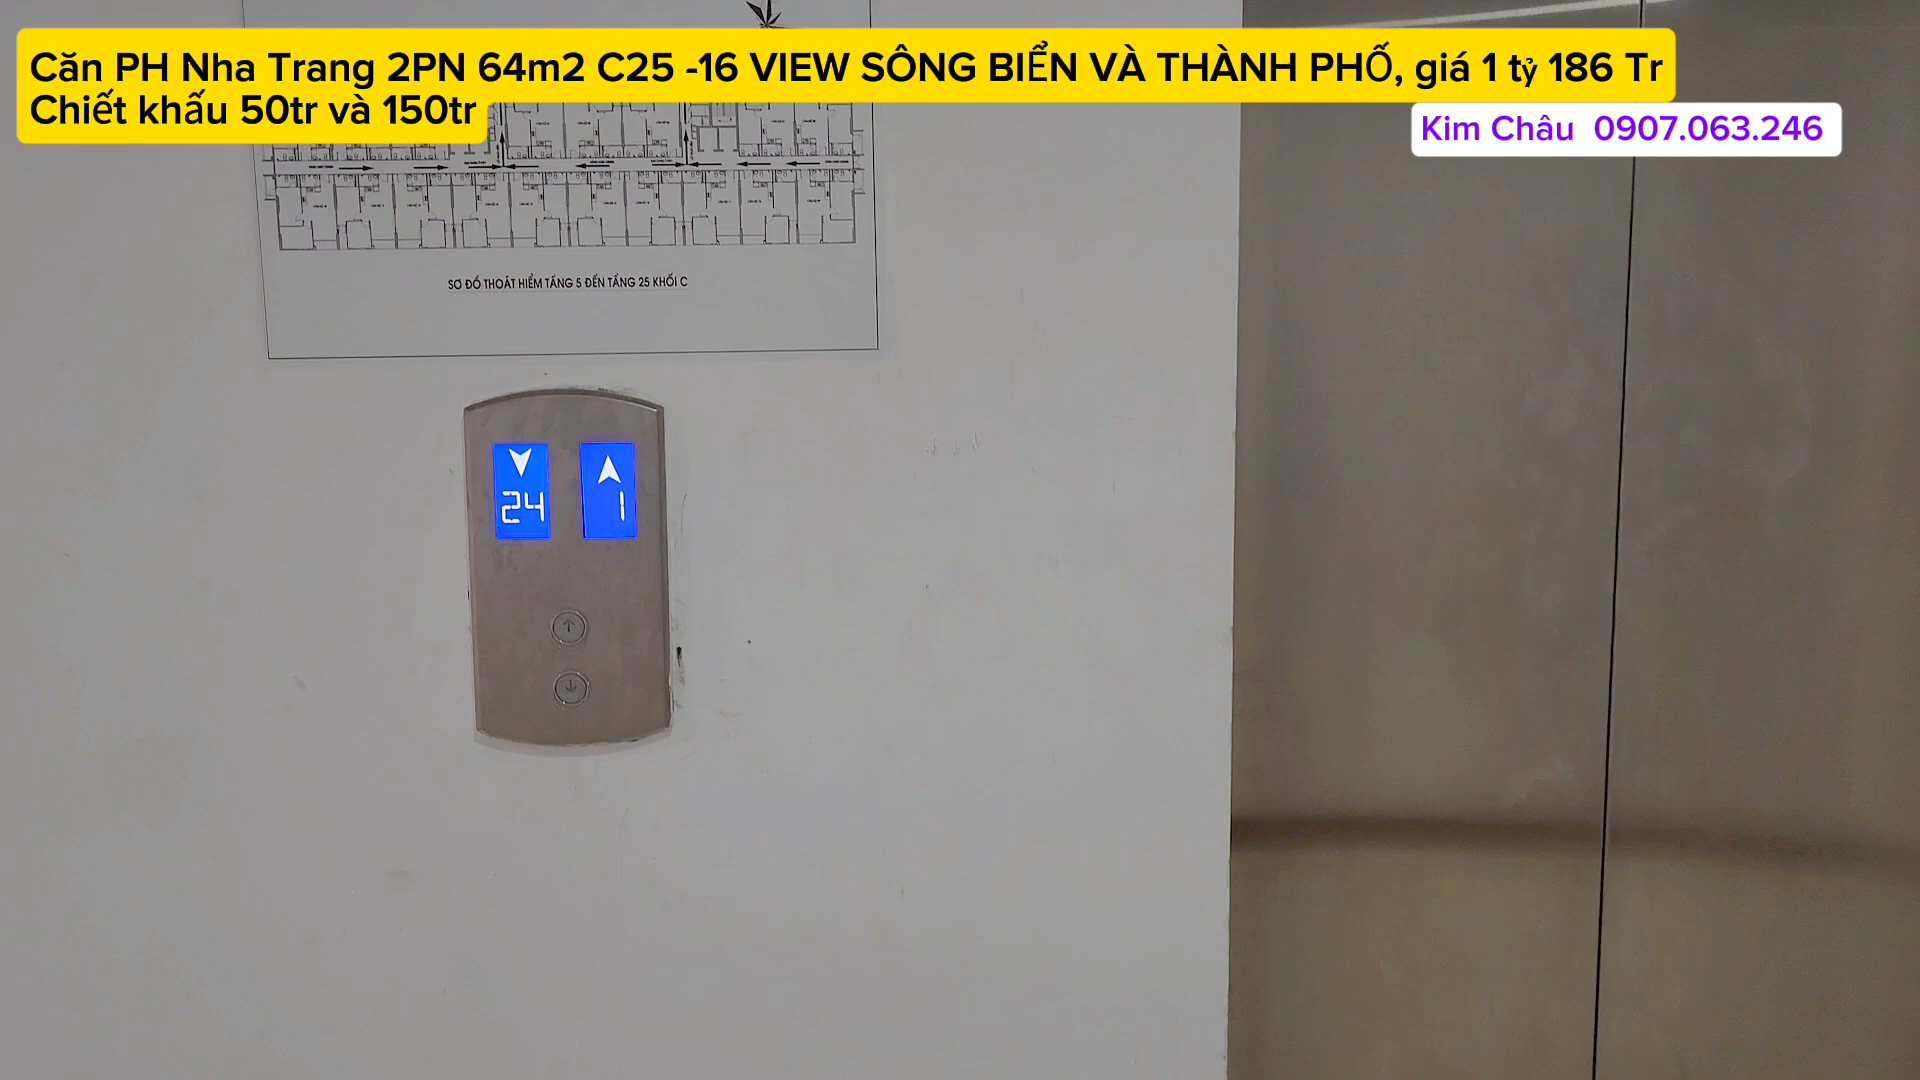 Căn PH Nha Trang 2PN 64m2 C25 -16 VIEW SÔNG BIỂN VÀ THÀNH PHỐ, giá 1 tỷ 186 Tr
Chiết khấu 50tr và 150tr
Kim Châu 0907.063.246
SƠ ĐỒ THOÁT HIỂM TẦNG 5 ĐẾN TẦNG 25 KHỐI C
24
1